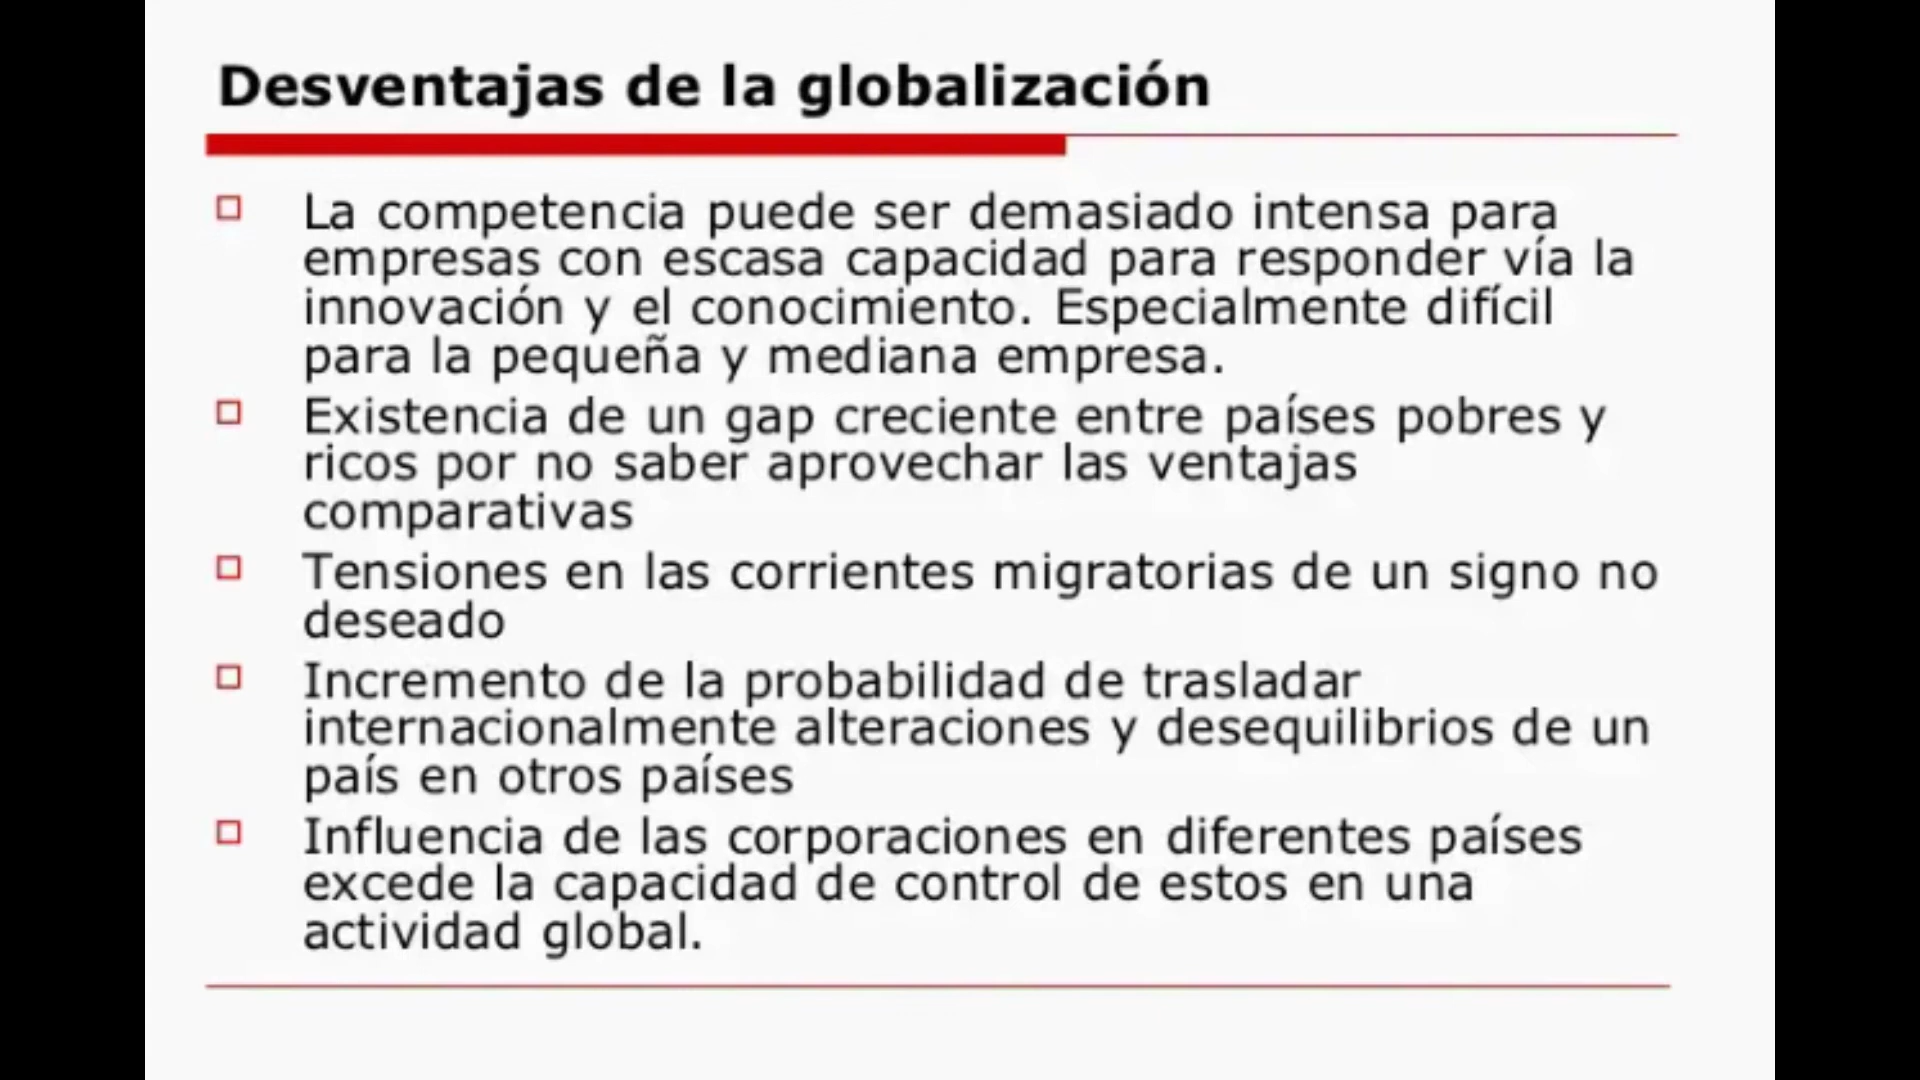 Desventajas de la globalización
La competencia puede ser demasiado intensa para
empresas con escasa capacidad para responder vía la
innovación y el conocimiento. Especialmente difícil
para la pequeña y mediana empresa.
Existencia de un gap creciente entre países pobres y
ricos por no saber aprovechar las ventajas
comparativas
Tensiones en las corrientes migratorias de un signo no
deseado
Incremento de la probabilidad de trasladar
internacionalmente alteraciones y desequilibrios de un
país en otros países
Influencia de las corporaciones en diferentes países
excede la capacidad de control de estos en una
actividad global.